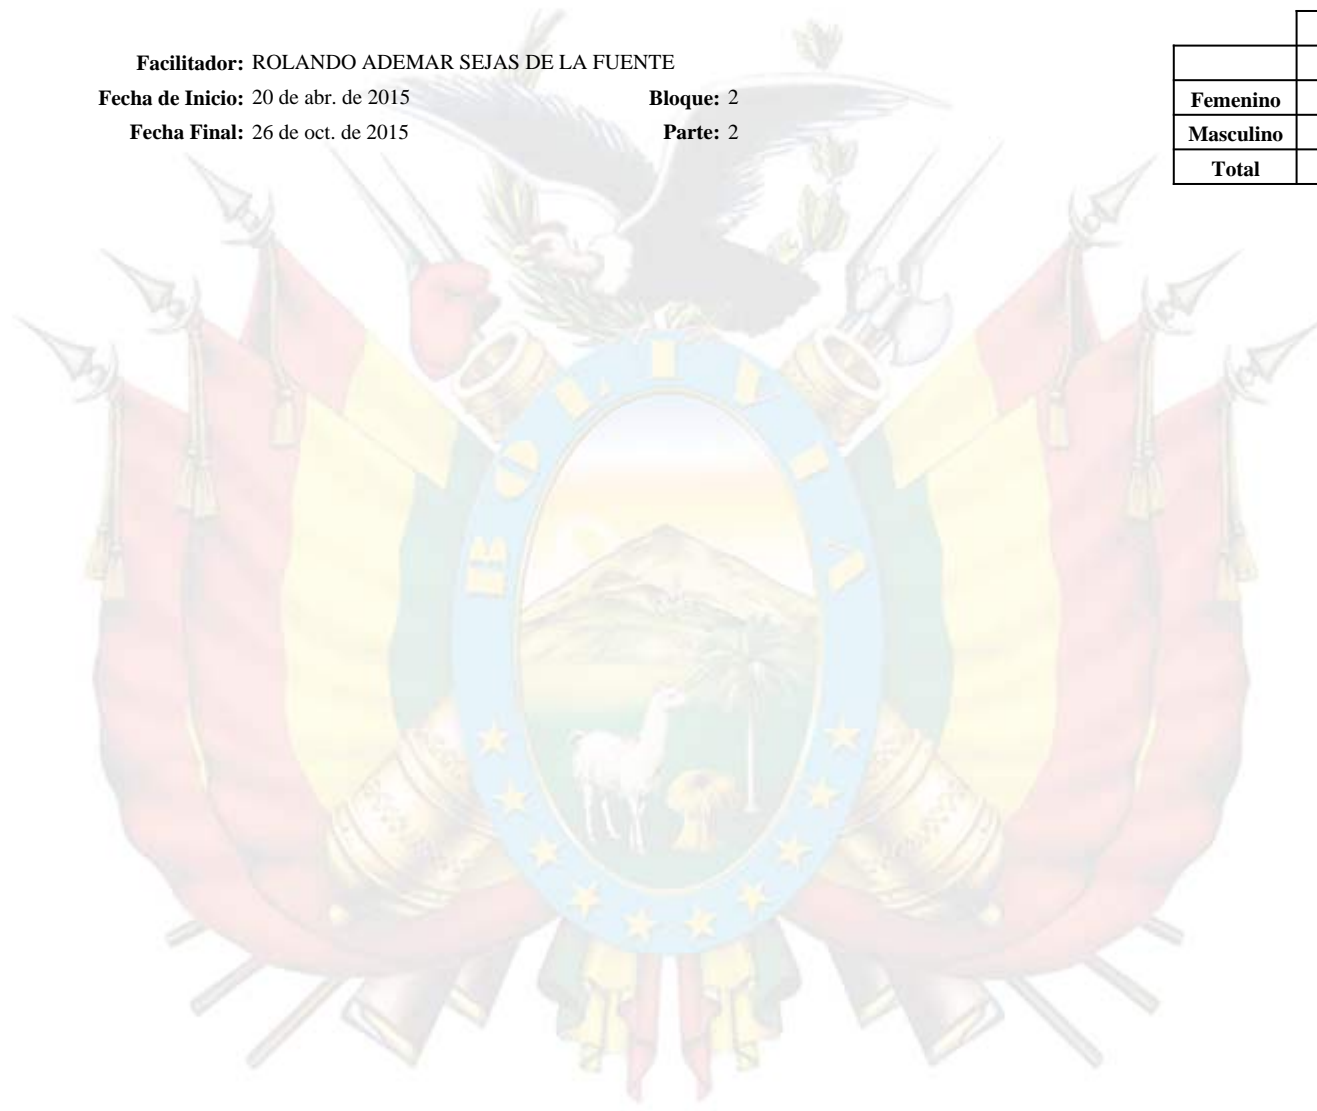 Facilitador: ROLANDO ADEMAR SEJAS DE LA FUENTE
Fecha de Inicio: 20 de abr. de 2015 Bloque: 2
Fecha Final: 26 de oct. de 2015 Parte: 2
Femenino
Masculino
Total
BOLIVIA